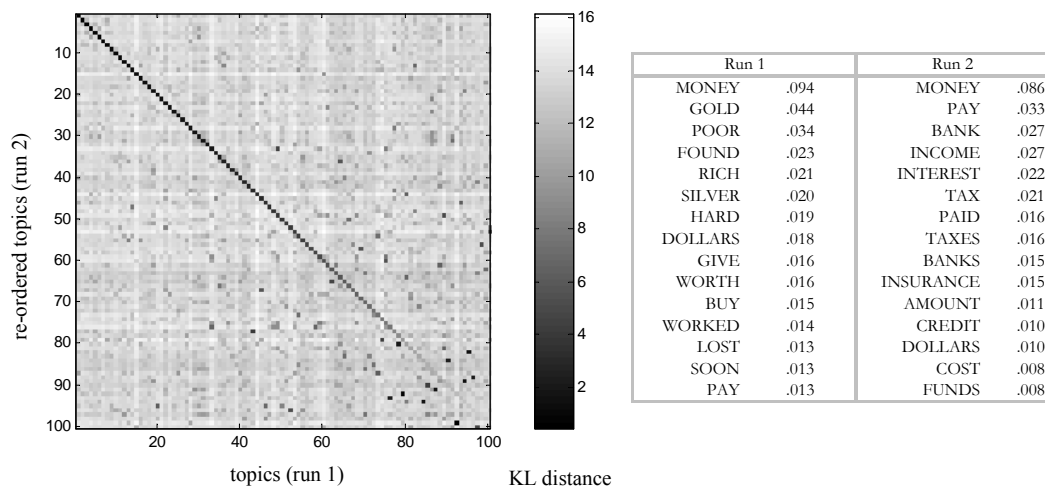 10
20
30
40
50
60
70
80
90
100
re-ordered topics (run 2)
20 40 60 80 100
topics (run 1)
16
14
12
10
8
6
4
2
KL distance
Run 1 Run 2
MONEY .094 MONEY .086
GOLD .044 PAY .033
POOR .034 BANK .027
FOUND .023 INCOME .027
RICH .021 INTEREST .022
SILVER .020 TAX .021
HARD .019 PAID .016
DOLLARS .018 TAXES .016
GIVE .016 BANKS .015
WORTH .016 INSURANCE .015
BUY .015 AMOUNT .011
WORKED .014 CREDIT .010
LOST .013 DOLLARS .010
SOON .013 COST .008
PAY .013 FUNDS .008